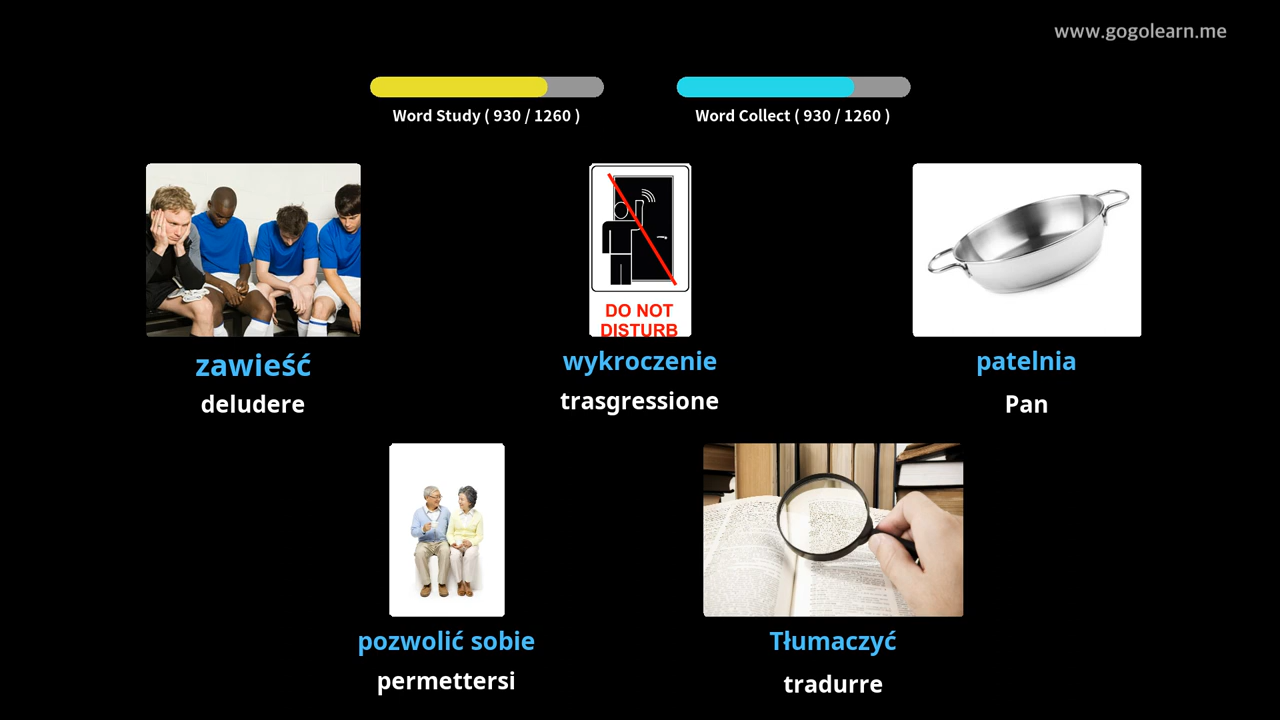 www.gogolearn.me
Word Study ( 930 / 1260 )
Word Collect ( 930 / 1260 )
DO NOT
DISTURB
zawieść
deludere
wykroczenie
trasgressione
patelnia
Pan
pozwolić sobie
permettersi
Tłumaczyć
tradurre